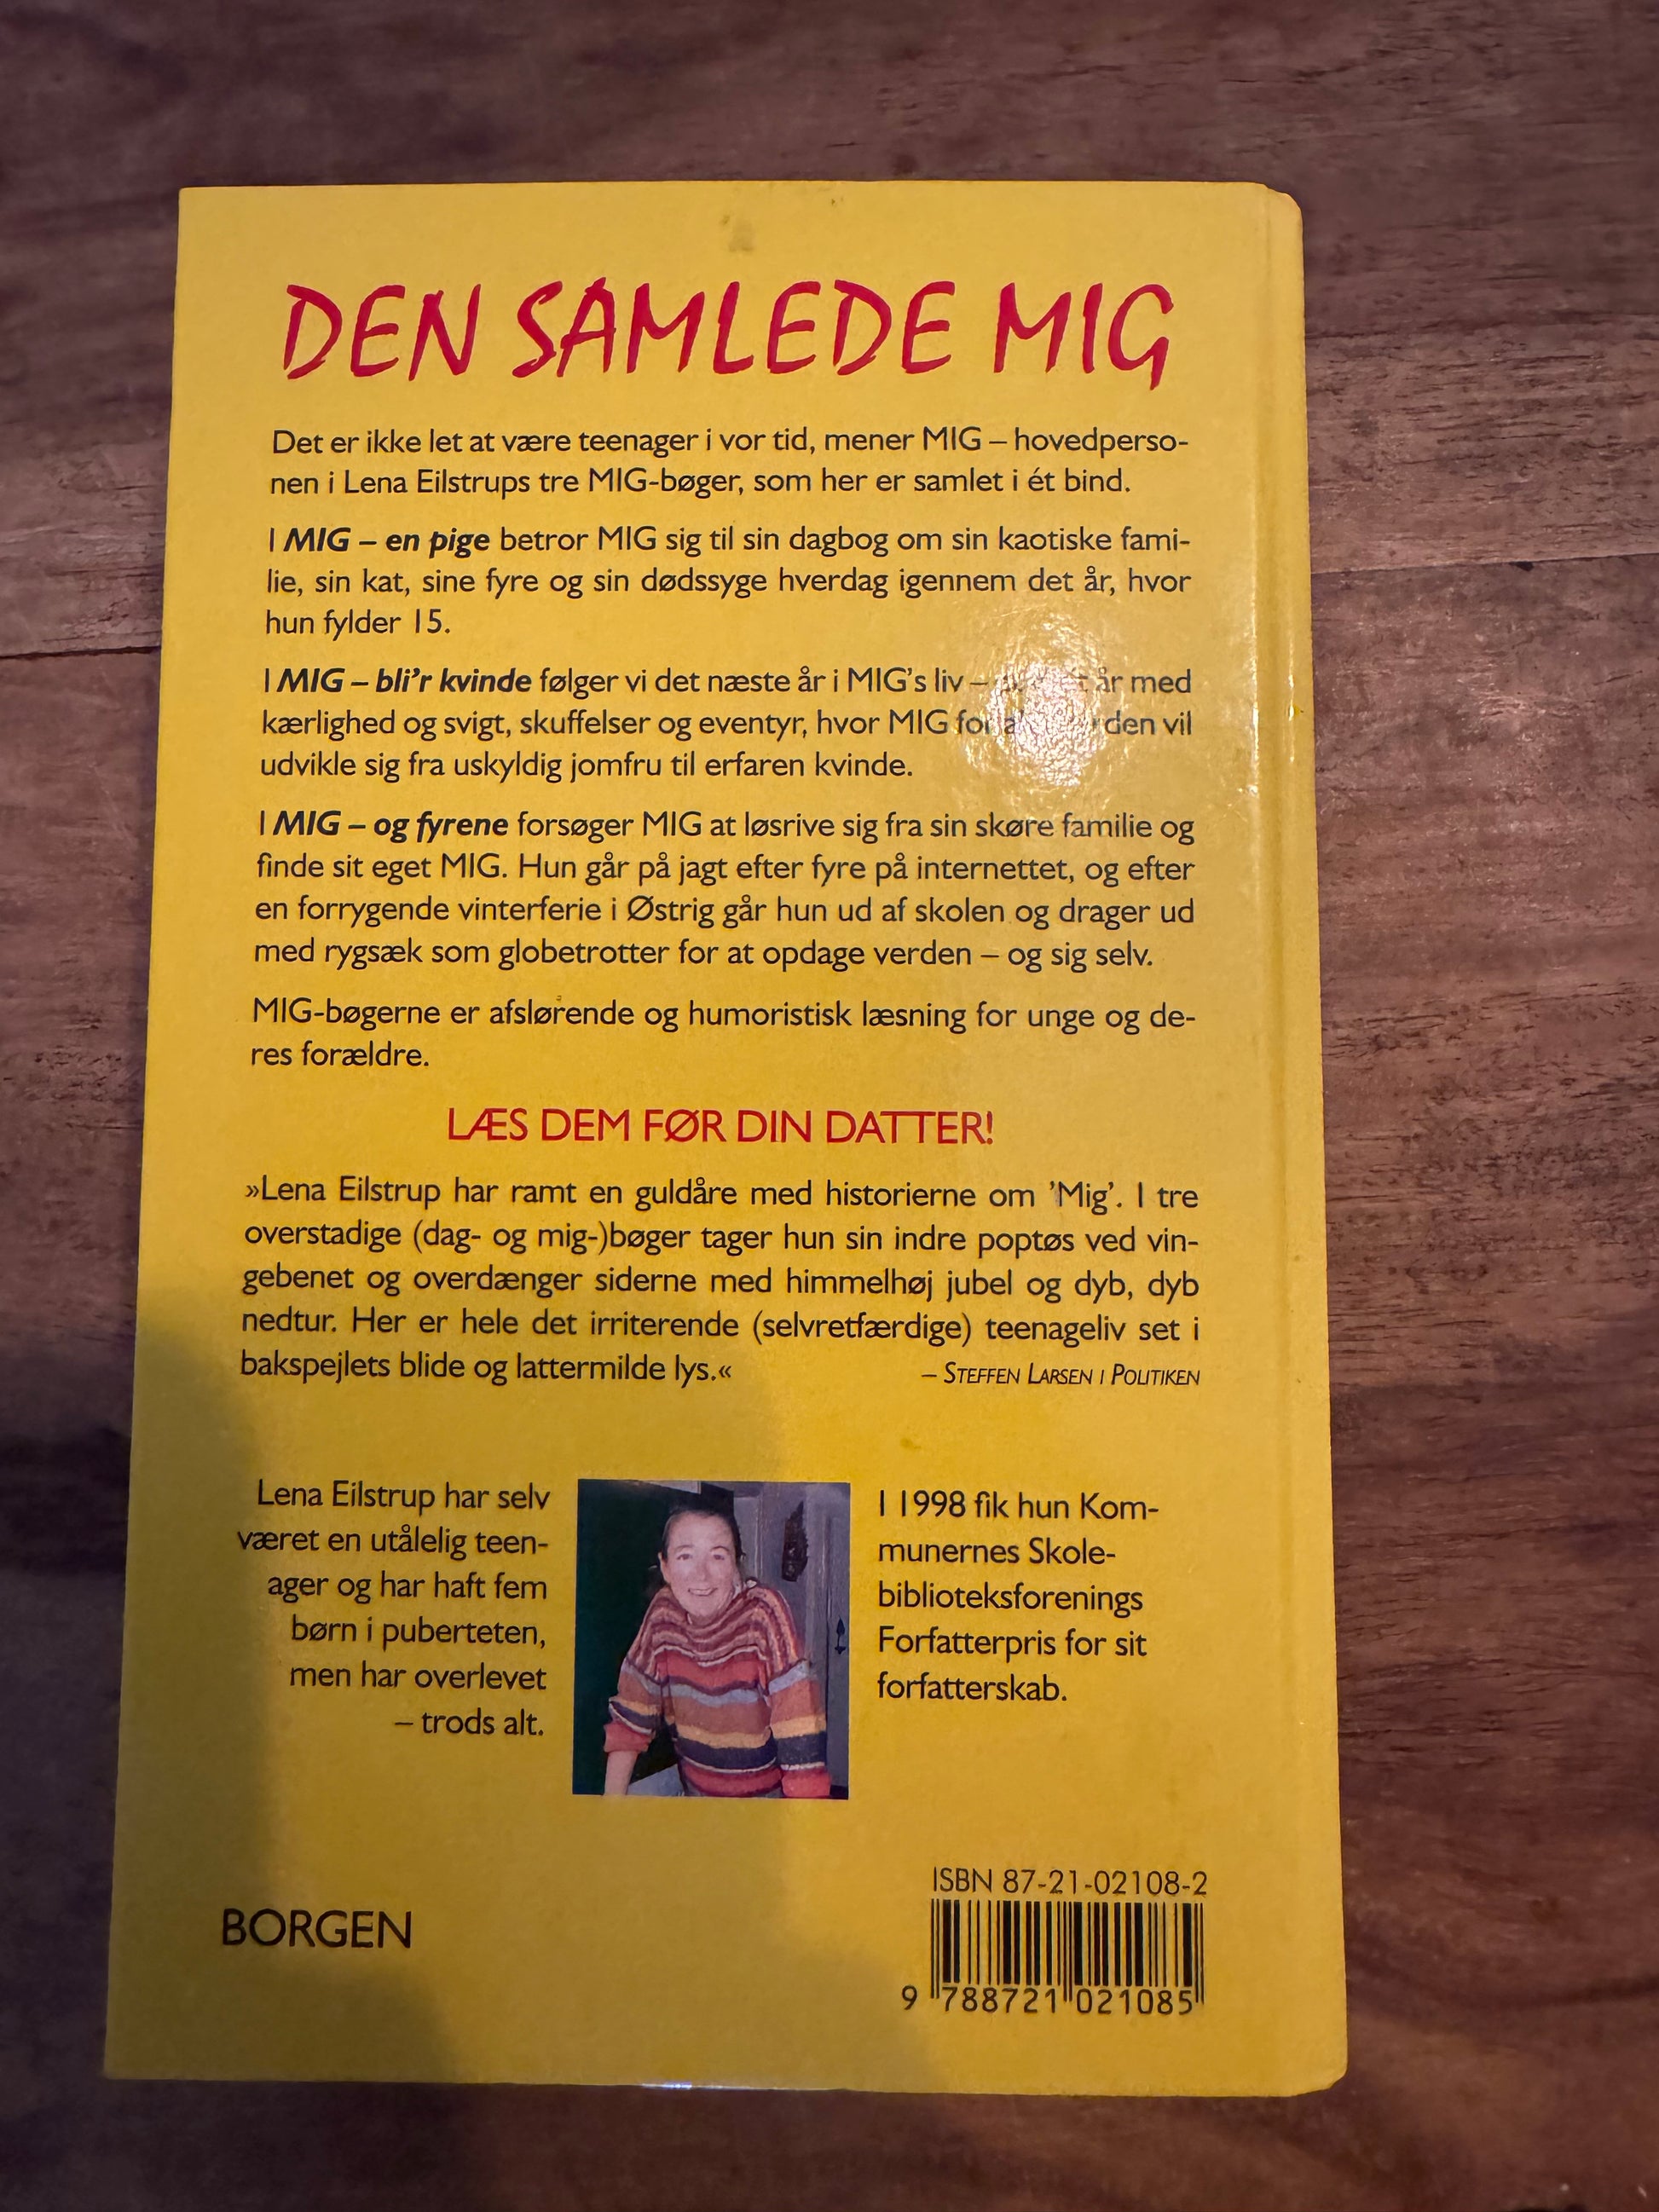 DEN SAMLEDE MIG
Det er ikke let at være teenager i vor tid, mener MIG – hovedperso-
nen i Lena Eilstrups tre MIG-bøger, som her er samlet i ét bind.
I MIG – en pige betror MIG sig til sin dagbog om sin kaotiske fami-
lie, sin kat, sine fyre og sin dødssyge hverdag igennem det år, hvor
hun fylder 15.
I MIG – bli’r kvinde følger vi det næste år i MIG’s liv – år med
kærlighed og svigt, skuffelser og eventyr, hvor MIG den vil
udvikle sig fra uskyldig jomfru til erfaren kvinde.
I MIG – og fyrene forsøger MIG at løsrive sig fra sin skøre familie og
finde sit eget MIG. Hun går på jagt efter fyre på internettet, og efter
en forrygende vinterferie i Østrig går hun ud af skolen og drager ud
med rygsæk som globetrotter for at opdage verden – og sig selv.
MIG-bøgerne er afslørende og humoristisk læsning for unge og de-
res forældre.
LÆS DEM FØR DIN DATTER!
»Lena Eilstrup har ramt en guldåre med historierne om ’Mig’. I tre
overstadige (dag- og mig-)bøger tager hun sin indre poptøs ved vin-
gebenet og overdænger siderne med himmelhøj jubel og dyb, dyb
nedtur. Her er hele det irriterende (selvretfærdige) teenageliv set i
bakspejlets blide og lattermilde lys.«
– STEFFEN LARSEN I POLITIKEN
Lena Eilstrup har selv
været en utålelig teen-
ager og har haft fem
børn i puberteten,
men har overlevet
– trods alt.
I 1998 fik hun Kom-
munernes Skole-
biblioteksforenings
Forfatterpris for sit
forfatterskab.
BORGEN
ISBN 87-21-02108-2
9 788721 021085